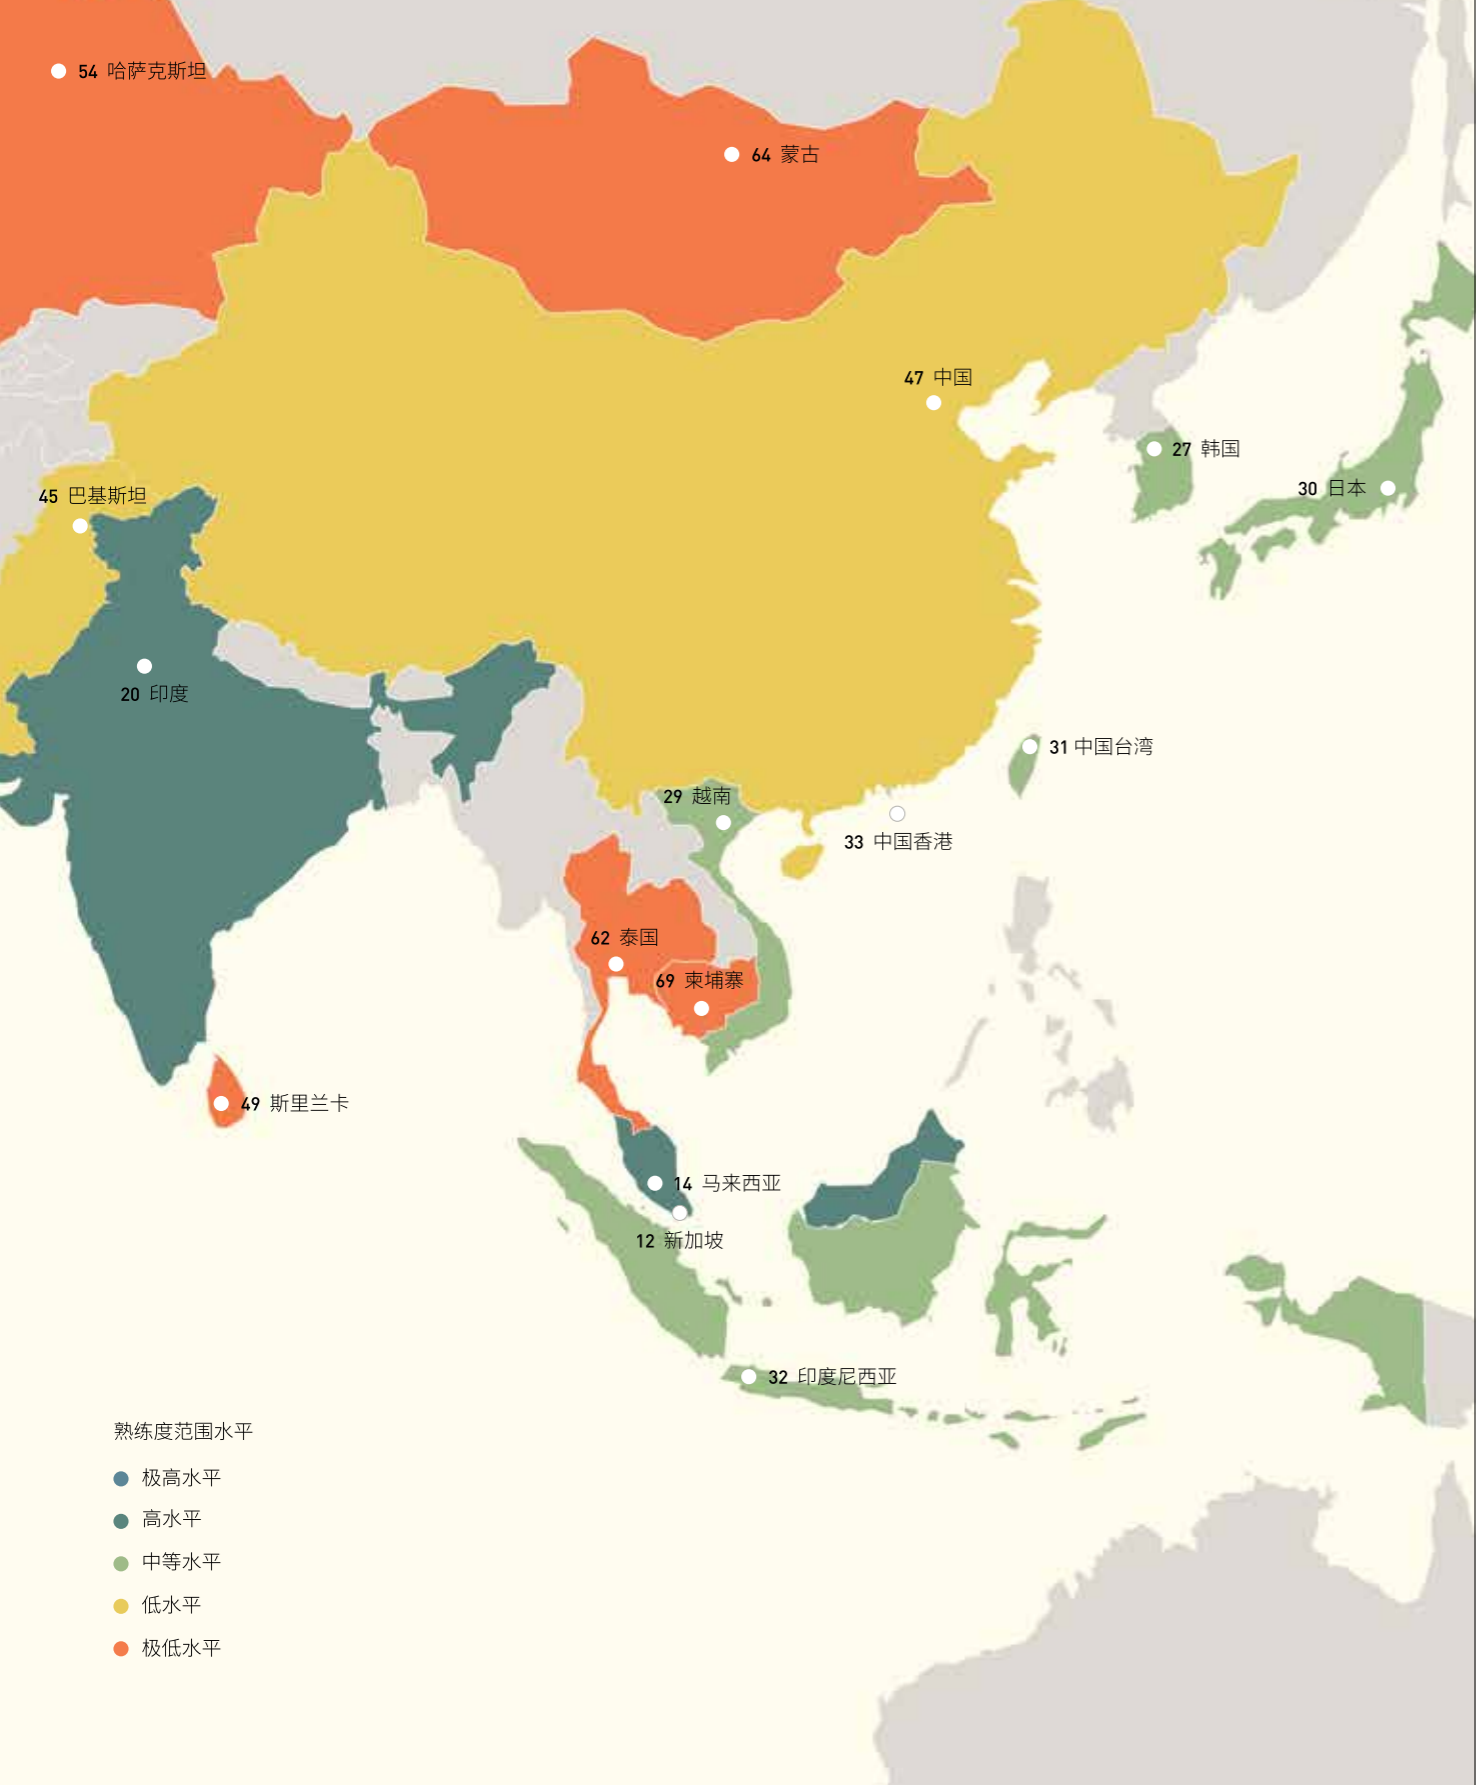 54 哈萨克斯坦
64 蒙古
47 中国
27 韩国
30 日本
45 巴基斯坦
20 印度
31 中国台湾
29 越南
33 中国香港
62 泰国
69 柬埔寨
49 斯里兰卡
14 马来西亚
12 新加坡
32 印度尼西亚
熟练度范围水平
极高水平
高水平
中等水平
低水平
极低水平